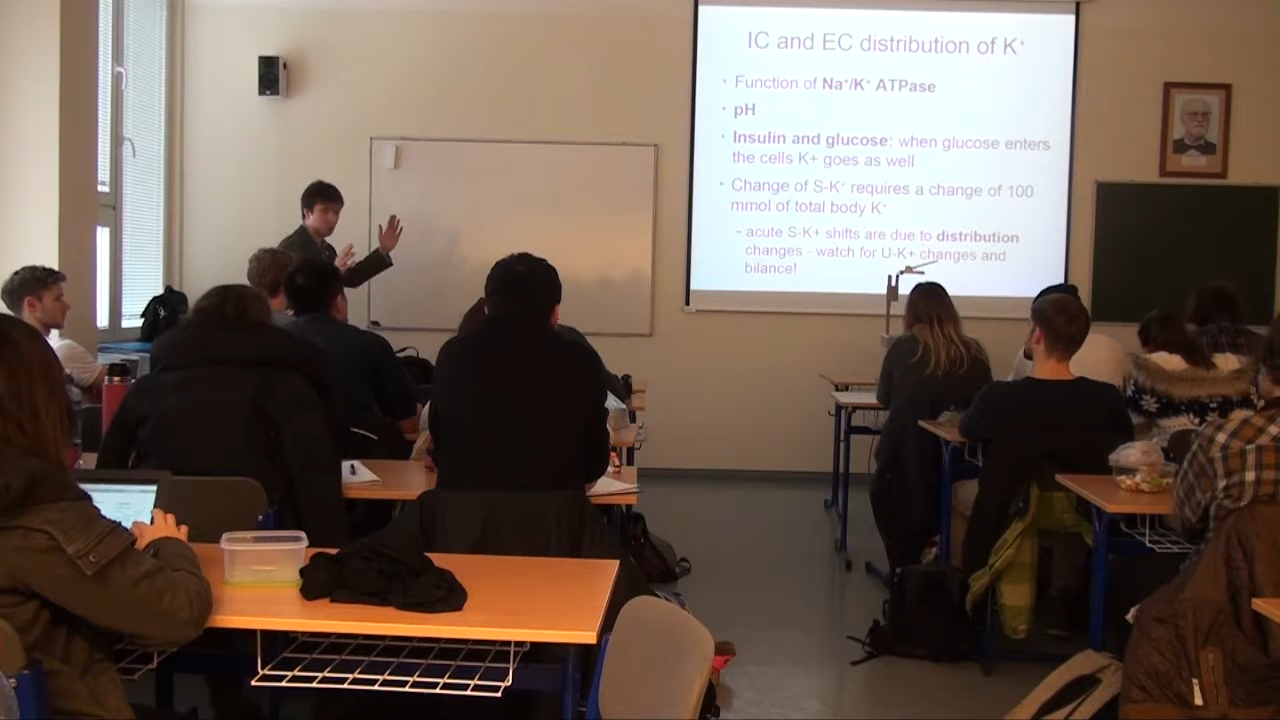 IC and EC distribution of K⁺
• Function of Na⁺/K⁺ ATPase
• pH
• Insulin and glucose: when glucose enters
the cells K+ goes as well
• Change of S-K⁺ requires a change of 100
mmol of total body K⁺
– acute S-K+ shifts are due to distribution
changes - watch for U-K+ changes and
bilance!